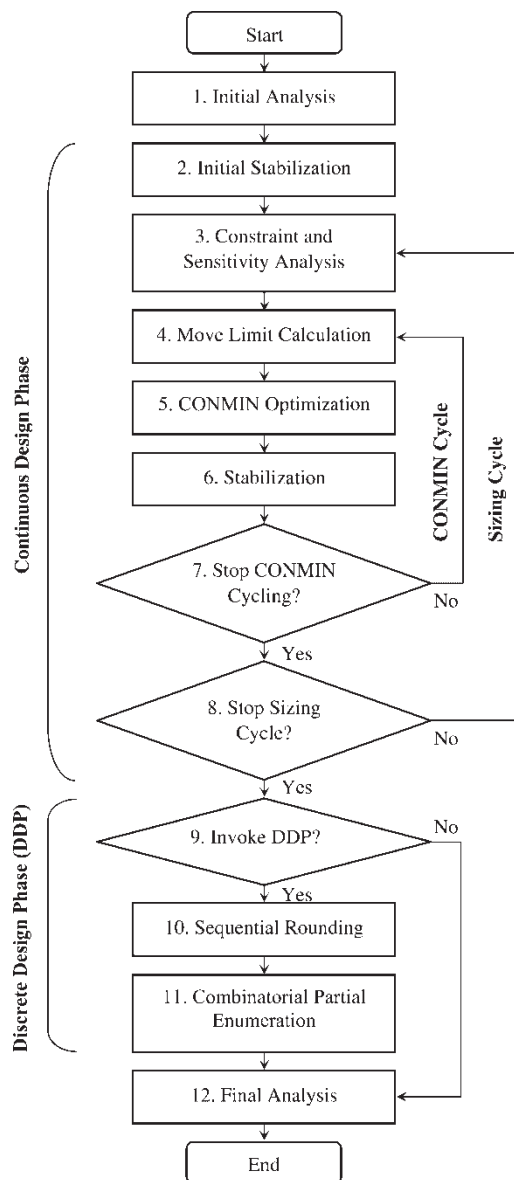 Start
1. Initial Analysis
2. Initial Stabilization
3. Constraint and
Sensitivity Analysis
4. Move Limit Calculation
5. CONMIN Optimization
6. Stabilization
7. Stop CONMIN
Cycling?
No
Yes
8. Stop Sizing
Cycle?
No
Yes
9. Invoke DDP?
No
Yes
10. Sequential Rounding
11. Combinatorial Partial
Enumeration
12. Final Analysis
End
Continuous Design Phase
Discrete Design Phase (DDP)
CONMIN Cycle
Sizing Cycle